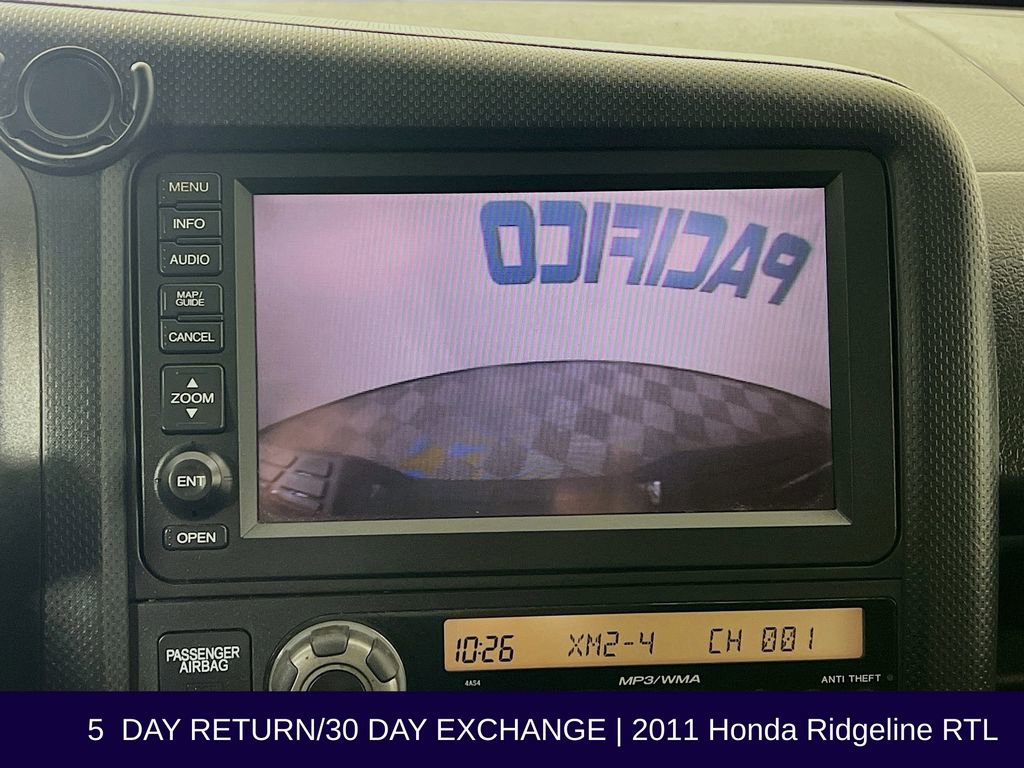 MENU
INFO
AUDIO
MAP/
GUIDE
CANCEL
ZOOM
ENT
OPEN
PACIFICO
PASSENGER
AIRBAG
10:26 XM2-4 CH 001
4AS4 MP3/WMA ANTI THEFT
5 DAY RETURN/30 DAY EXCHANGE | 2011 Honda Ridgeline RTL